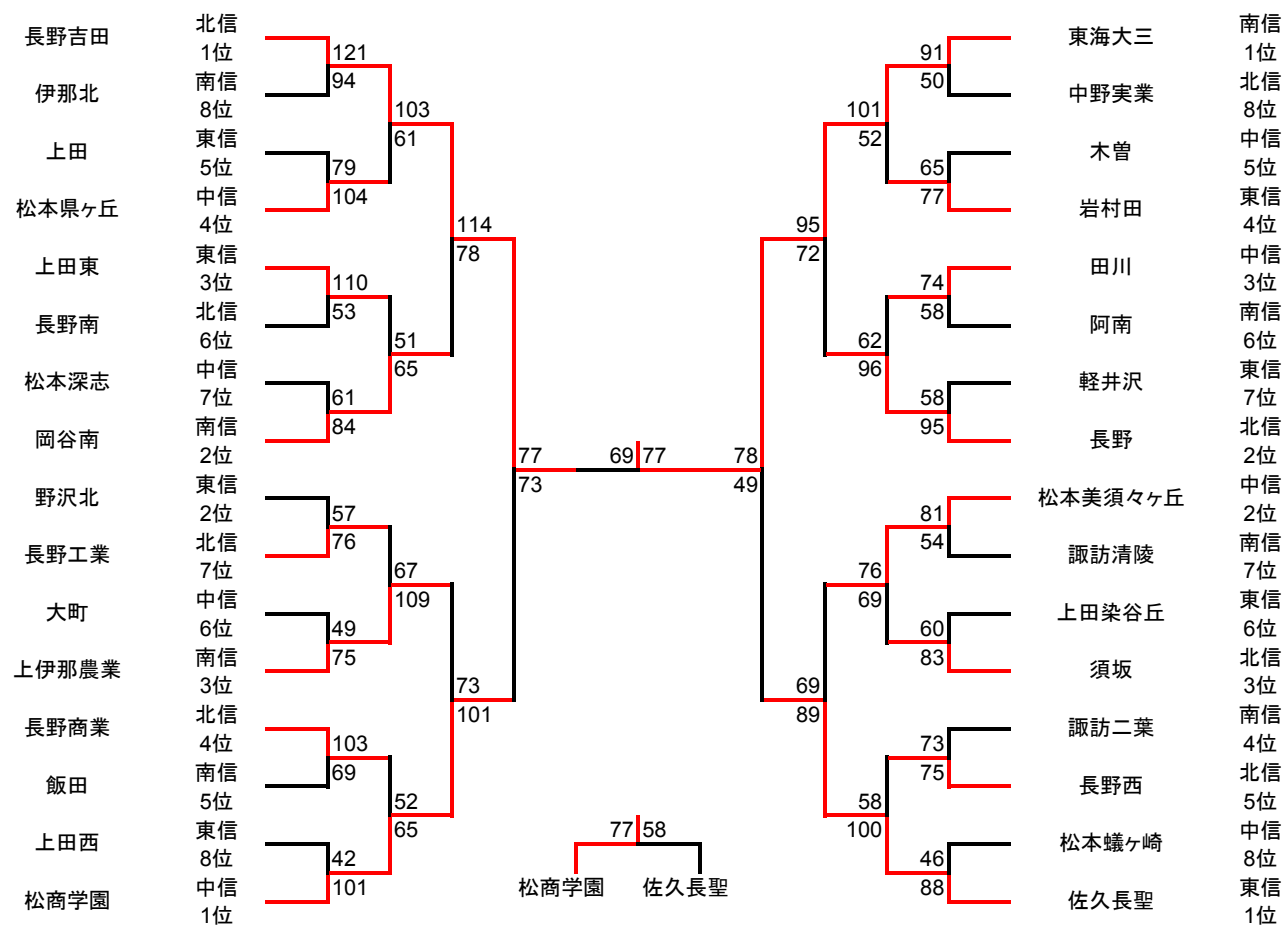 長野吉田 北信1位
伊那北 南信8位
上田 東信5位
松本県ヶ丘 中信4位
上田東 東信3位
長野南 北信6位
松本深志 中信7位
岡谷南 南信2位
野沢北 東信2位
長野工業 北信7位
大町 中信6位
上伊那農業 南信3位
長野商業 北信4位
飯田 南信5位
上田西 東信8位
松商学園 中信1位
121
94
79
104
110
53
61
84
57
76
49
75
103
69
42
101
103
61
51
65
67
109
52
65
114
78
73
101
77
73
69 77
78
49
95
72
69
89
101
52
62
96
76
69
58
100
91
50
65
77
74
58
58
95
81
54
60
83
73
75
46
88
東海大三 南信1位
中野実業 北信8位
木曽 中信5位
岩村田 東信4位
田川 中信3位
阿南 南信6位
軽井沢 東信7位
長野 北信2位
松本美須々ヶ丘 中信2位
諏訪清陵 南信7位
上田染谷丘 東信6位
須坂 北信3位
諏訪二葉 南信4位
長野西 北信5位
松本蟻ヶ崎 中信8位
佐久長聖 東信1位
77 58
松商学園 佐久長聖